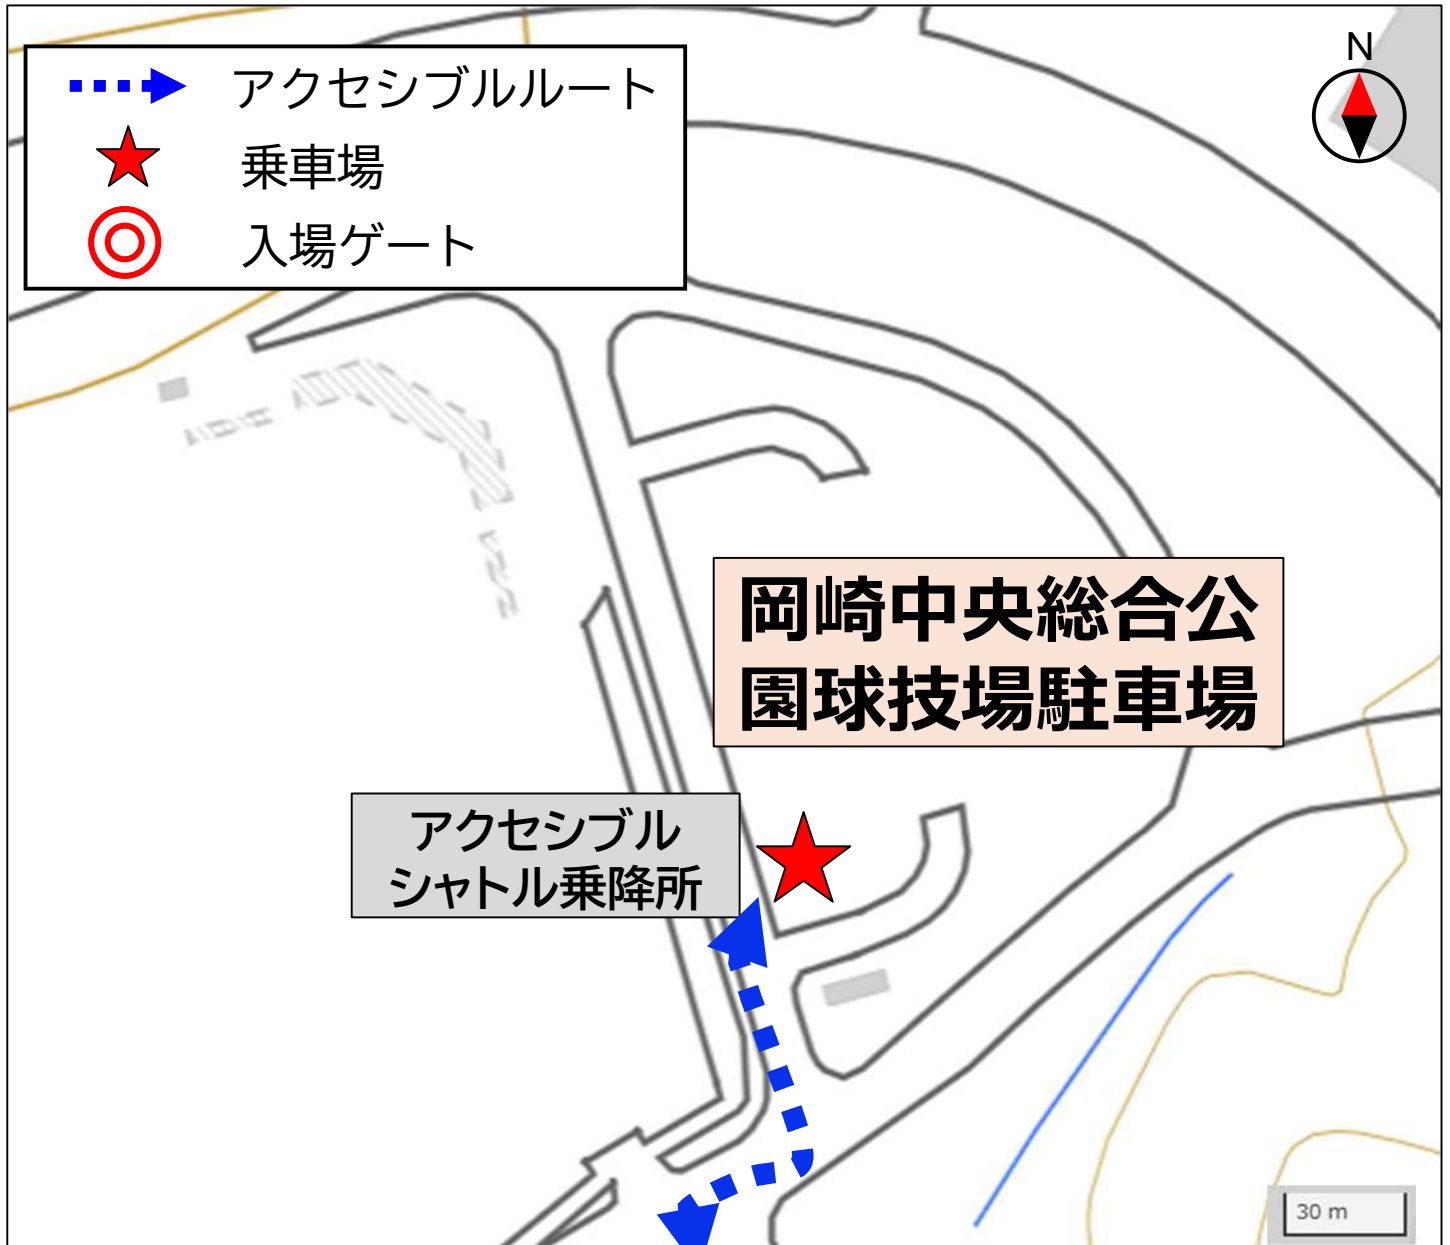 アクセシブルルート
乗車場
入場ゲート
N
岡崎中央総合公
園球技場駐車場
アクセシブル
シャトル乗降所
30 m